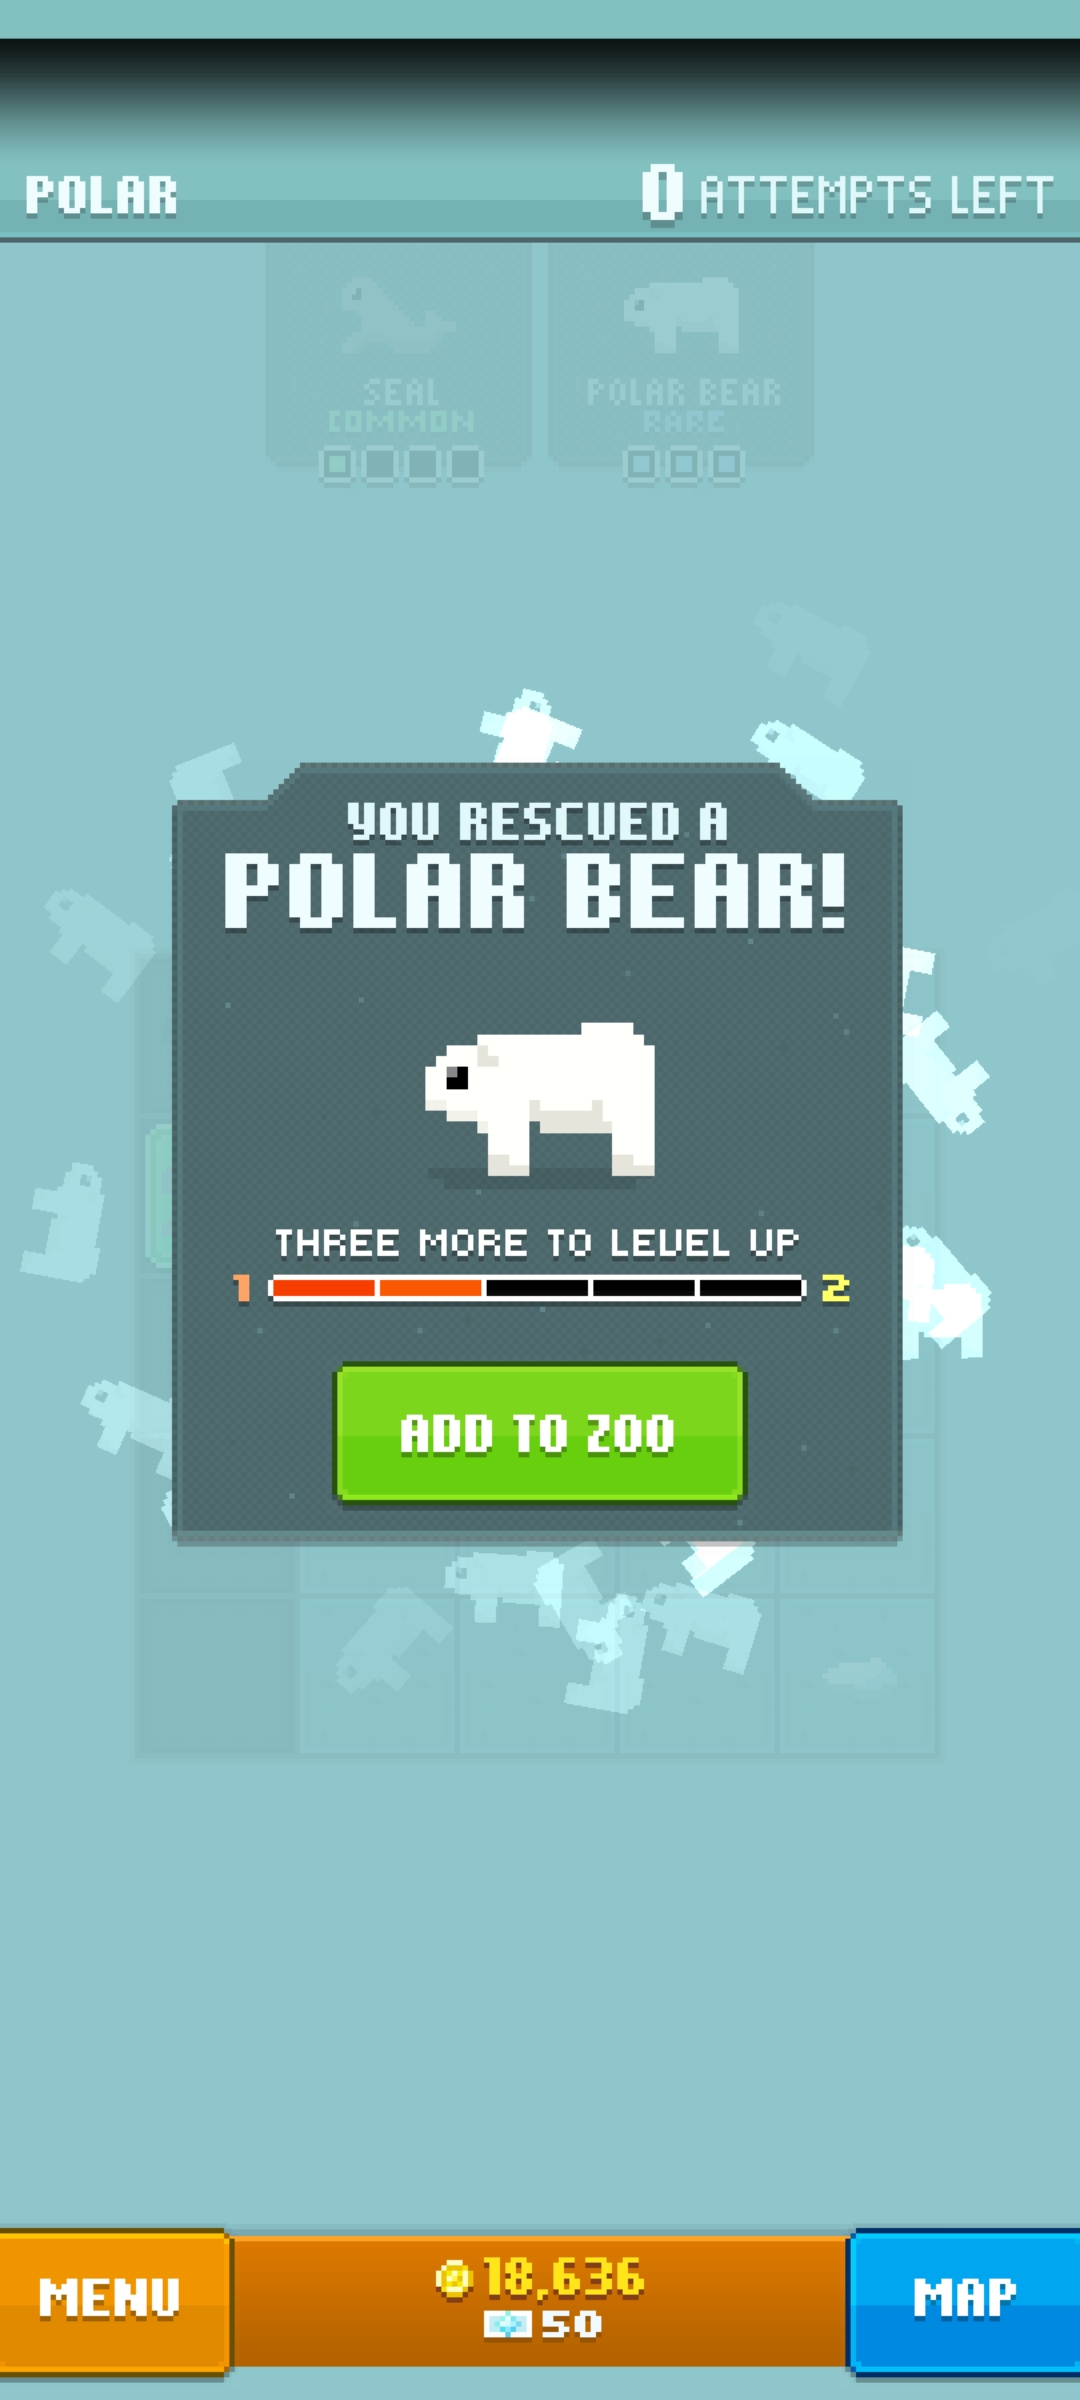 POLAR
0 ATTEMPTS LEFT
SEAL
COMMON
POLAR BEAR
RARE
YOU RESCUED A
POLAR BEAR!
THREE MORE TO LEVEL UP
1
2
ADD TO ZOO
MENU
18,636
50
MAP